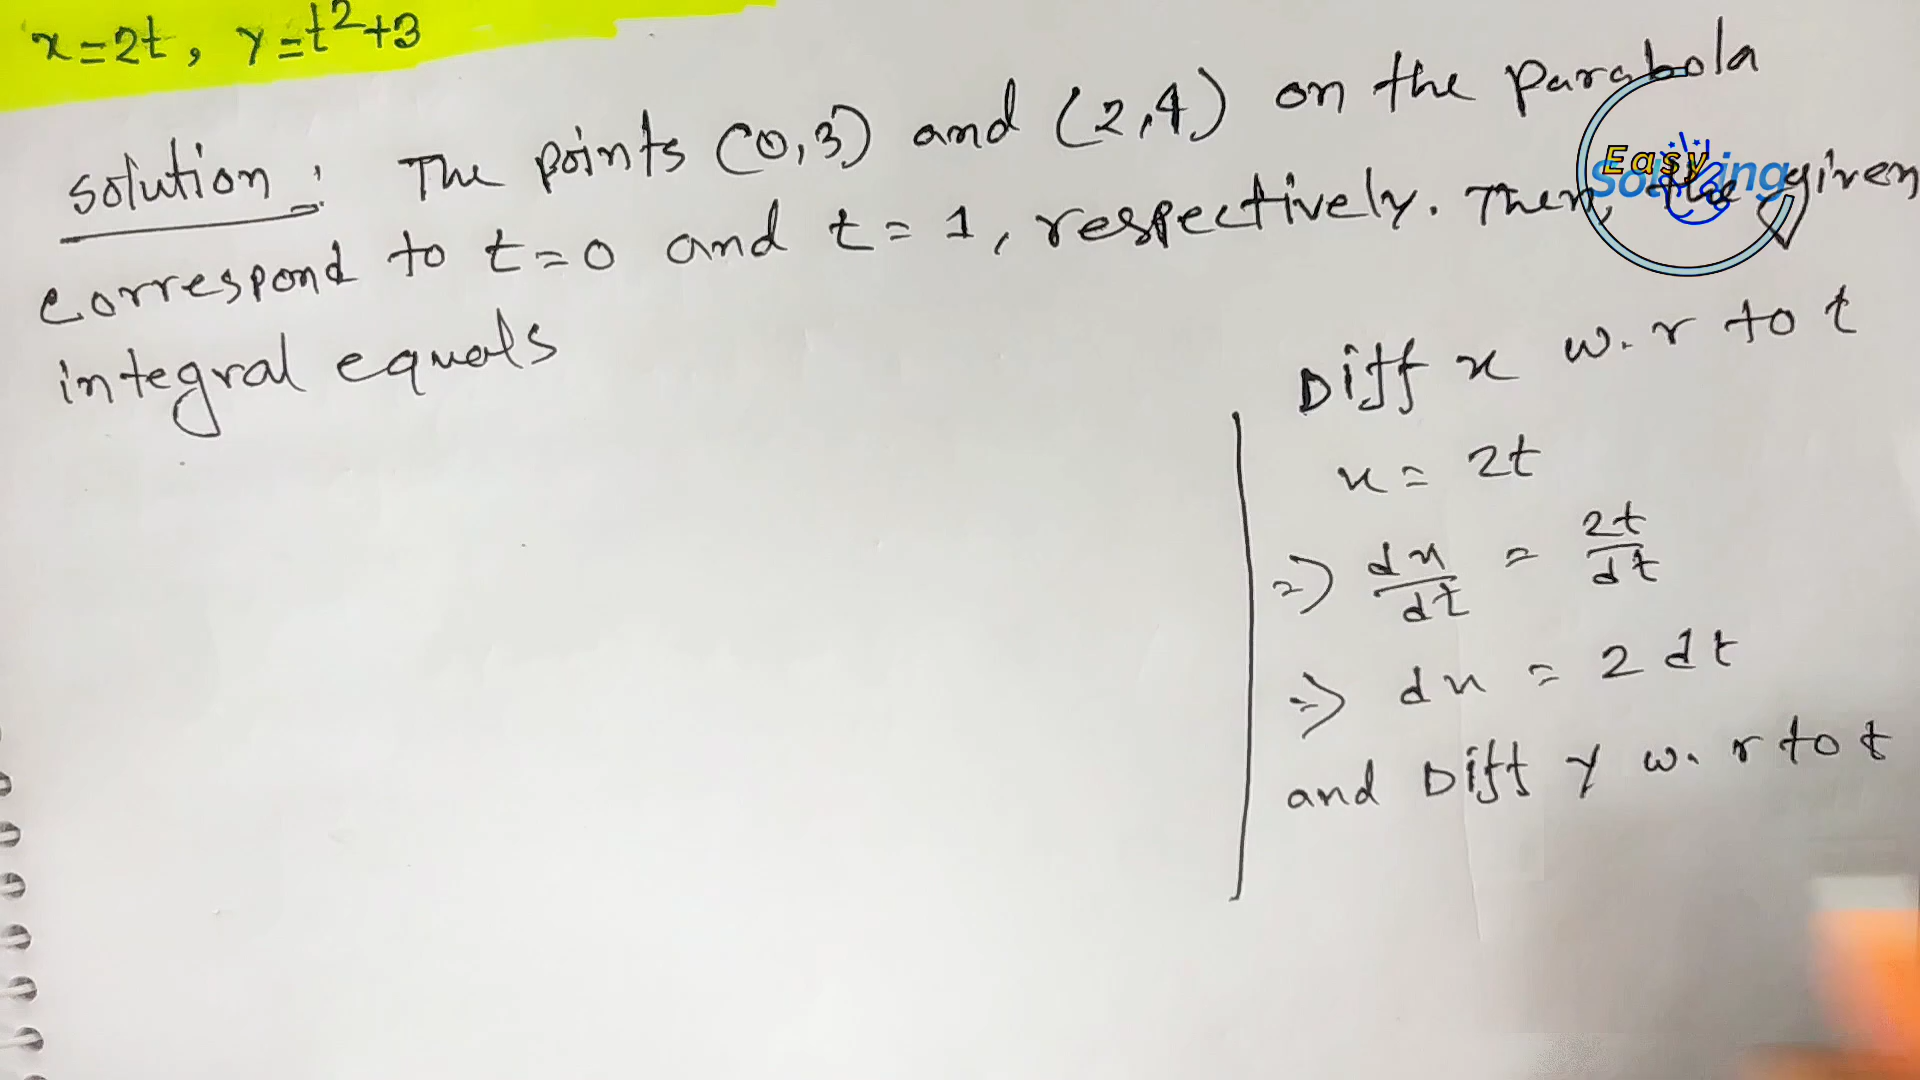 x=2t, y=t²+3
solution: The points (0,3) and (2,4) on the parabola
Easy
Solving
correspond to t=0 and t=1, respectively. Then, the given
integral equals
Diff x w.r to t
x = 2t
=> dx/dt = 2t/dt
=> dx = 2 dt
and Diff y w.r to t